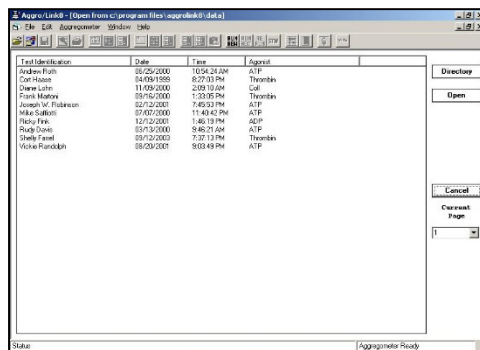 Aggro/Link8 - [Open from c:\program files\aggrolink8\data]
File Edit Aggregometer Window Help
Test Identification Date Time Agonist
Andrew Roth 06/25/2000 10:54:24 AM ATP
Cort Haase 04/09/1999 8:27:03 PM Thrombin
Diane Lohn 11/09/2000 2:09:10 AM Coll
Frank Martoni 09/16/2000 1:33:05 PM Thrombin
Joseph W. Robinson 02/12/2001 7:45:53 PM ATP
Mike Saffiotti 07/07/2000 11:40:42 PM ATP
Ricky Fink 12/12/2001 1:46:19 PM ADP
Rudy Davis 03/13/2000 9:46:21 AM ATP
Shelly Farrel 09/12/2003 7:37:13 PM Thrombin
Vickie Randolph 08/20/2001 9:03:49 PM ATP
Directory
Open
Cancel
Current
Page
1
Status Aggregometer Ready